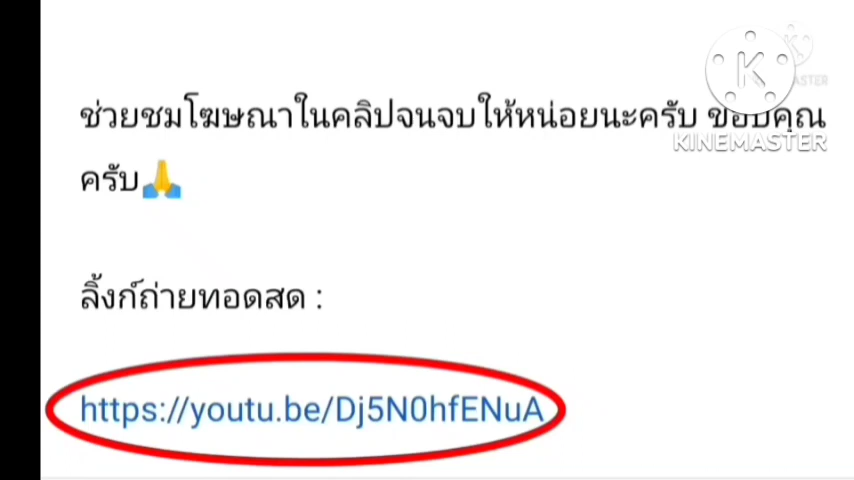 ช่วยชมโฆษณาในคลิปจนจบให้หน่อยนะครับ ขอบคุณ
ครับ🙏
KINEMASTER
ลิ้งก์ถ่ายทอดสด :
https://youtu.be/Dj5N0hfENuA